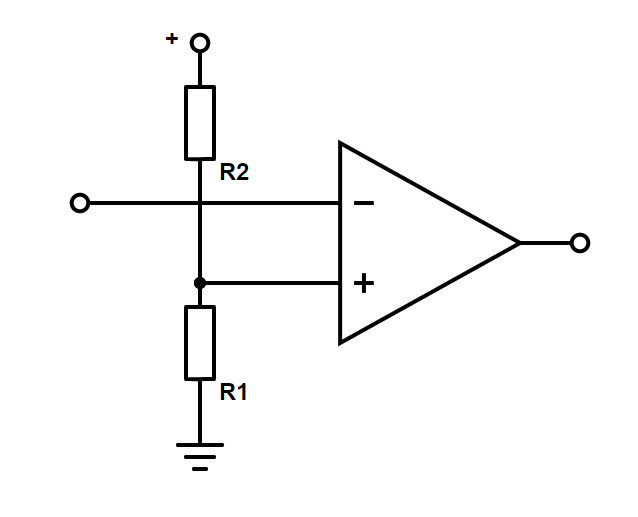 +
R2
−
+
R1